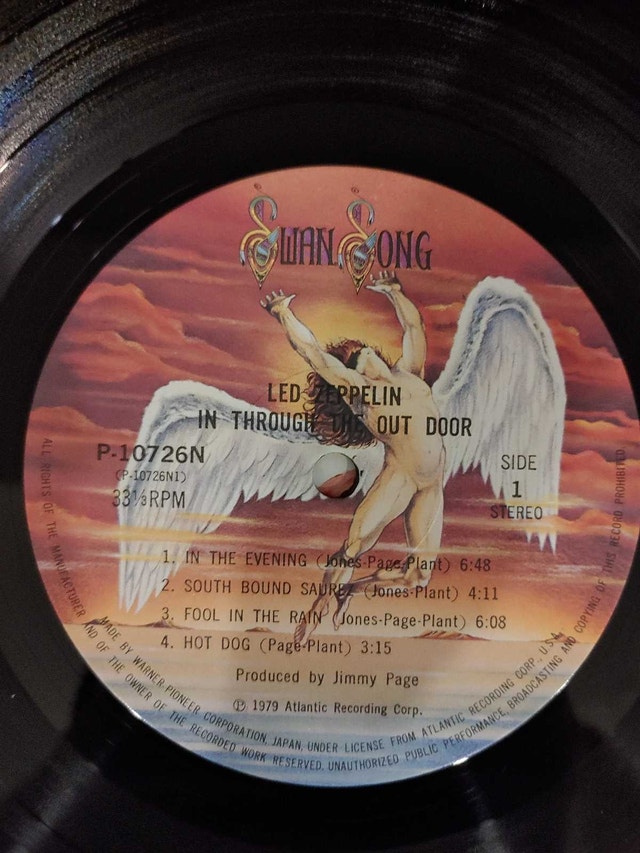 SWAN SONG
LED ZEPPELIN
IN THROUGH THE OUT DOOR
P-10726N
(P-10726N1)
33⅓RPM
SIDE
1
STEREO
1. IN THE EVENING (Jones-Page-Plant) 6:48
2. SOUTH BOUND SAUREZ (Jones-Plant) 4:11
3. FOOL IN THE RAIN (Jones-Page-Plant) 6:08
4. HOT DOG (Page-Plant) 3:15
Produced by Jimmy Page
Ⓟ 1979 Atlantic Recording Corp.
MADE BY WARNER-PIONEER CORPORATION, JAPAN, UNDER LICENSE FROM ATLANTIC RECORDING CORP., U.S.A.
ALL RIGHTS OF THE MANUFACTURER AND OF THE OWNER OF THE RECORDED WORK RESERVED. UNAUTHORIZED PUBLIC PERFORMANCE, BROADCASTING AND COPYING OF THIS RECORD PROHIBITED.